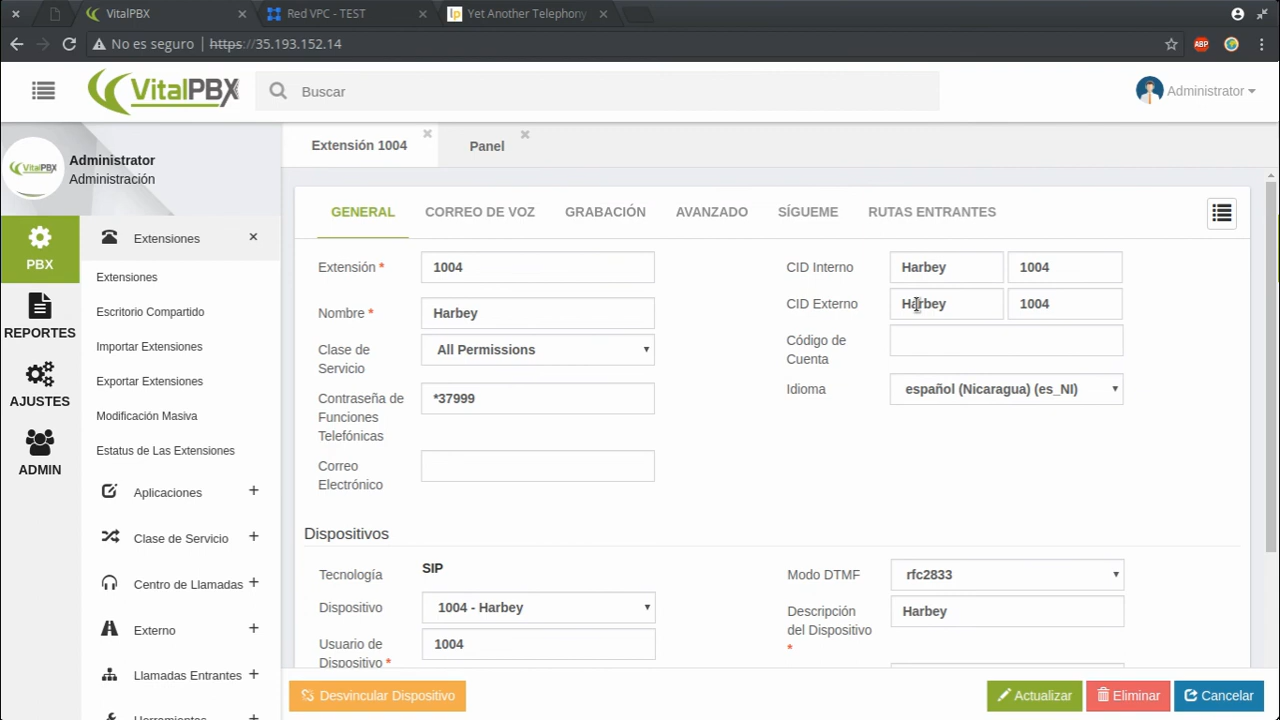 VitalPBX
Red VPC - TEST
Yet Another Telephony
No es seguro
https://35.193.152.14
VitalPBX
Buscar
Administrator
VitalPBX
Administrator
Administración
Extensión 1004
Panel
PBX
REPORTES
AJUSTES
ADMIN
Extensiones
Extensiones
Escritorio Compartido
Importar Extensiones
Exportar Extensiones
Modificación Masiva
Estatus de Las Extensiones
Aplicaciones
Clase de Servicio
Centro de Llamadas
Externo
Llamadas Entrantes
Herramientas
GENERAL
CORREO DE VOZ
GRABACIÓN
AVANZADO
SÍGUEME
RUTAS ENTRANTES
Extensión *
1004
Nombre *
Harbey
Clase de
Servicio
All Permissions
Contraseña de
Funciones
Telefónicas
*37999
Correo
Electrónico
CID Interno
Harbey
1004
CID Externo
Harbey
1004
Código de
Cuenta
Idioma
español (Nicaragua) (es_NI)
Dispositivos
Tecnología
SIP
Dispositivo
1004 - Harbey
Usuario de
Dispositivo *
1004
Modo DTMF
rfc2833
Descripción
del Dispositivo
*
Harbey
Desvincular Dispositivo
Actualizar
Eliminar
Cancelar
ABP